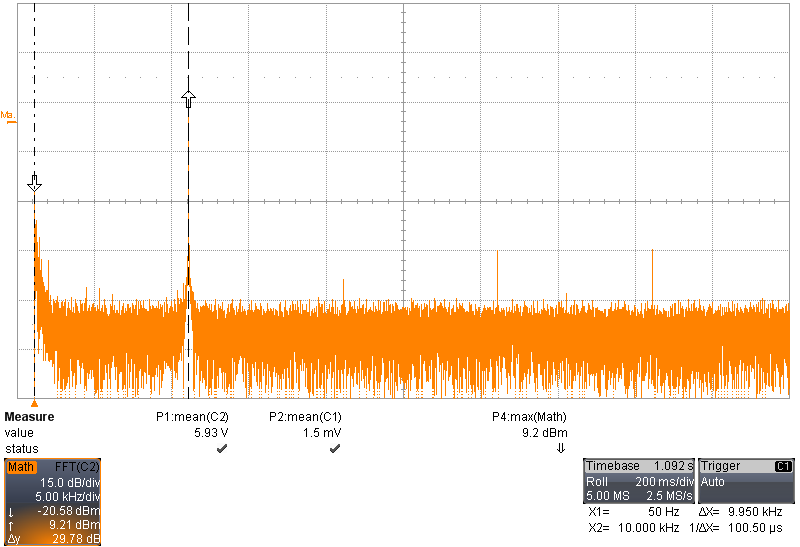 Ma.
Measure P1:mean(C2) P2:mean(C1) P4:max(Math)
value 5.93 V 1.5 mV 9.2 dBm
status
Math FFT(C2)
15.0 dB/div
5.00 kHz/div
↓ -20.58 dBm
↑ 9.21 dBm
Δy 29.78 dB
Timebase 1.092 s
Roll 200 ms/div
5.00 MS 2.5 MS/s
Trigger C1
Auto
X1= 50 Hz ΔX= 9.950 kHz
X2= 10.000 kHz 1/ΔX= 100.50 µs